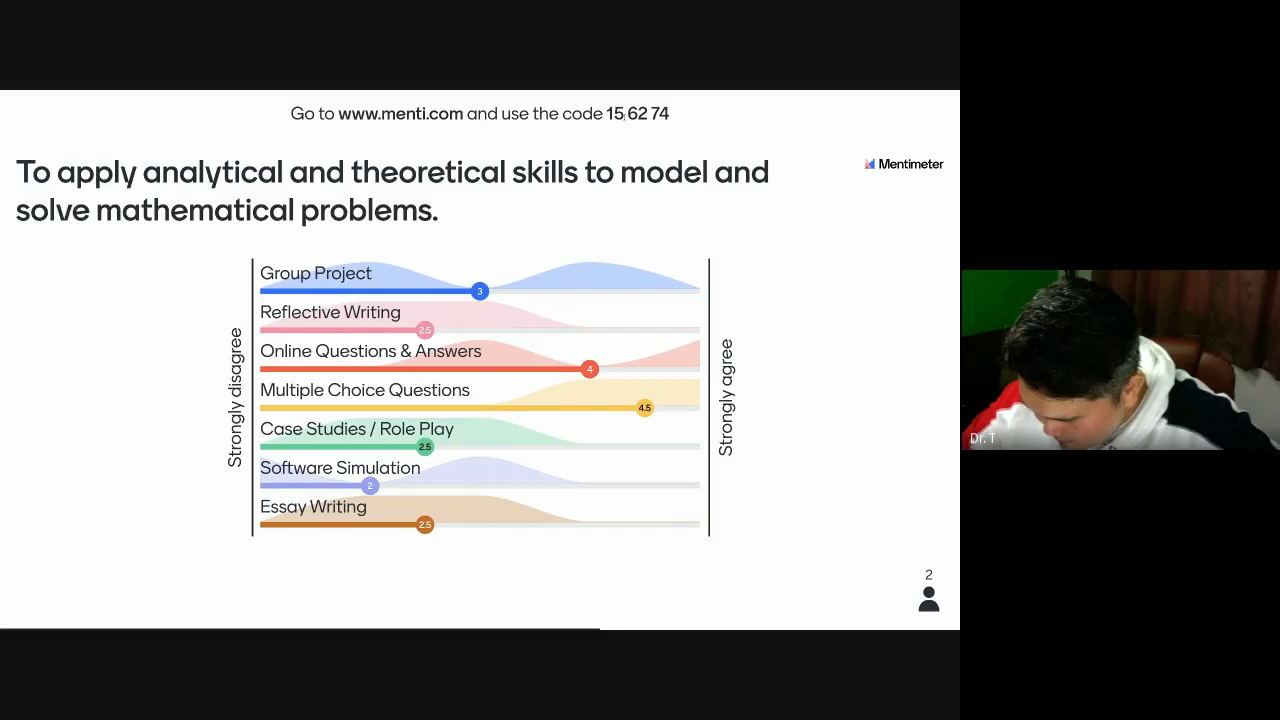 Go to www.menti.com and use the code 15 62 74
To apply analytical and theoretical skills to model and
solve mathematical problems.
Mentimeter
Strongly disagree
Group Project
3
Reflective Writing
2.5
Online Questions & Answers
4
Multiple Choice Questions
4.5
Case Studies / Role Play
2.5
Software Simulation
2
Essay Writing
2.5
Strongly agree
2
Dr. T